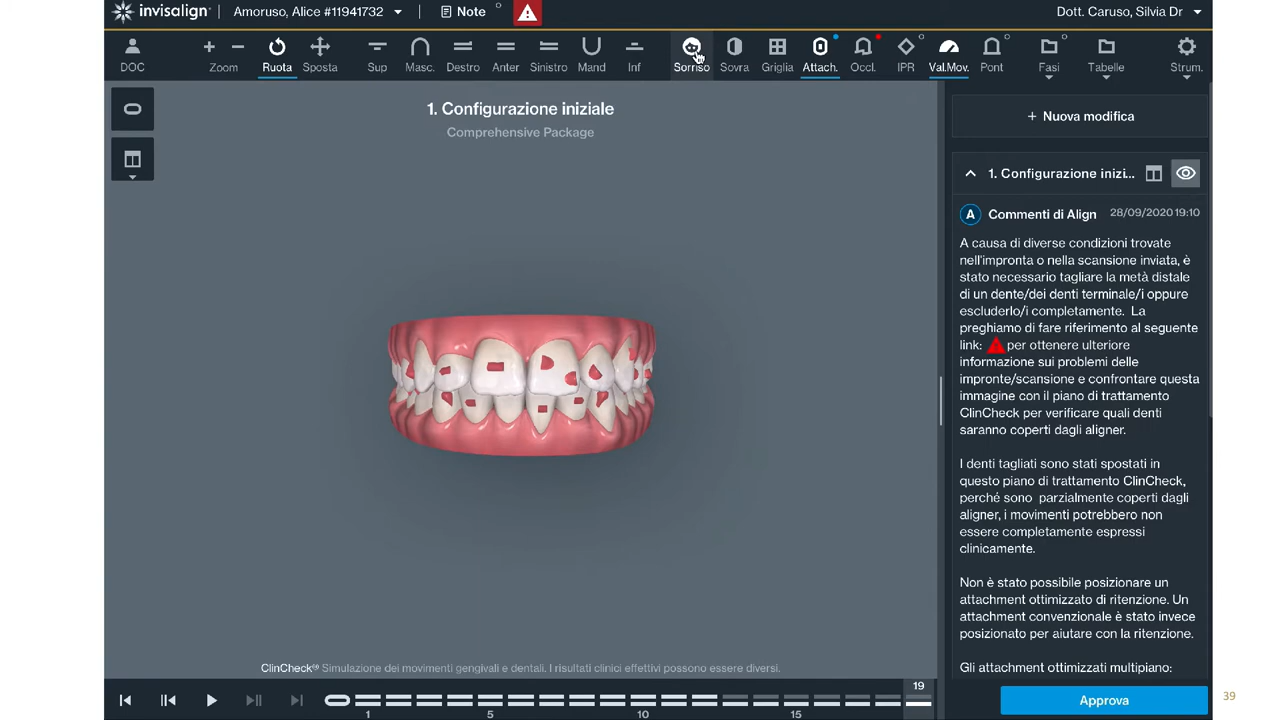 invisalign
Amoruso, Alice #11941732
Note
Dott. Caruso, Silvia Dr
DOC
Zoom
Ruota
Sposta
Sup
Masc.
Destro
Anter
Sinistro
Mand
Inf
Sorriso
Sovra
Griglia
Attach.
Occl.
IPR
Val.Mov.
Pont
Fasi
Tabelle
Strum.
1. Configurazione iniziale
Comprehensive Package
+ Nuova modifica
1. Configurazione inizi...
A Commenti di Align 28/09/2020 19:10
A causa di diverse condizioni trovate
nell'impronta o nella scansione inviata, è
stato necessario tagliare la metà distale
di un dente/dei denti terminale/i oppure
escluderlo/i completamente. La
preghiamo di fare riferimento al seguente
link: per ottenere ulteriore
informazione sui problemi delle
impronte/scansione e confrontare questa
immagine con il piano di trattamento
ClinCheck per verificare quali denti
saranno coperti dagli aligner.
I denti tagliati sono stati spostati in
questo piano di trattamento ClinCheck,
perché sono parzialmente coperti dagli
aligner, i movimenti potrebbero non
essere completamente espressi
clinicamente.
Non è stato possibile posizionare un
attachment ottimizzato di ritenzione. Un
attachment convenzionale è stato invece
posizionato per aiutare con la ritenzione.
Gli attachment ottimizzati multipiano:
ClinCheck® Simulazione dei movimenti gengivali e dentali. I risultati clinici effettivi possono essere diversi.
19
1
5
10
15
Approva
39